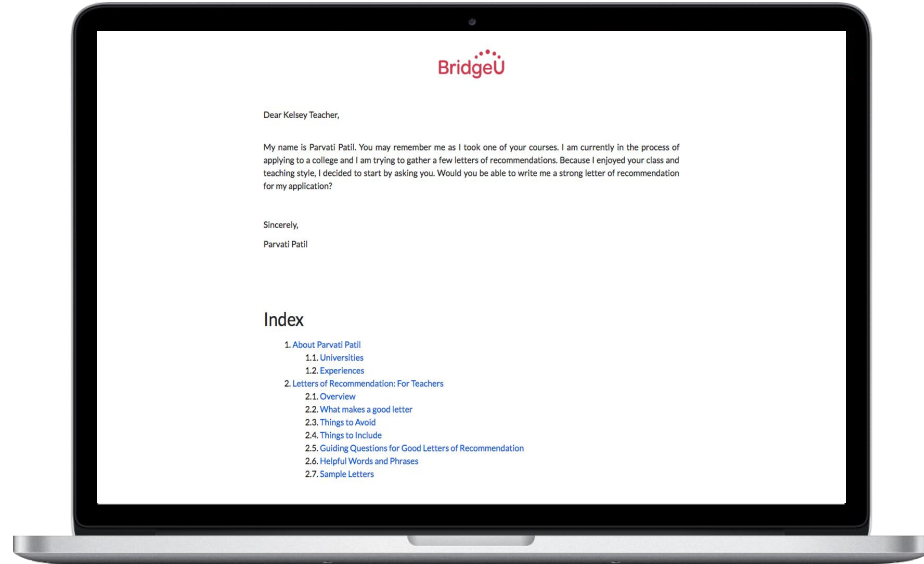 BridgeU
Dear Kelsey Teacher,
My name is Parvati Patil. You may remember me as I took one of your courses. I am currently in the process of
applying to a college and I am trying to gather a few letters of recommendations. Because I enjoyed your class and
teaching style, I decided to start by asking you. Would you be able to write me a strong letter of recommendation
for my application?
Sincerely,
Parvati Patil
Index
1. About Parvati Patil
1.1. Universities
1.2. Experiences
2. Letters of Recommendation: For Teachers
2.1. Overview
2.2. What makes a good letter
2.3. Things to Avoid
2.4. Things to Include
2.5. Guiding Questions for Good Letters of Recommendation
2.6. Helpful Words and Phrases
2.7. Sample Letters